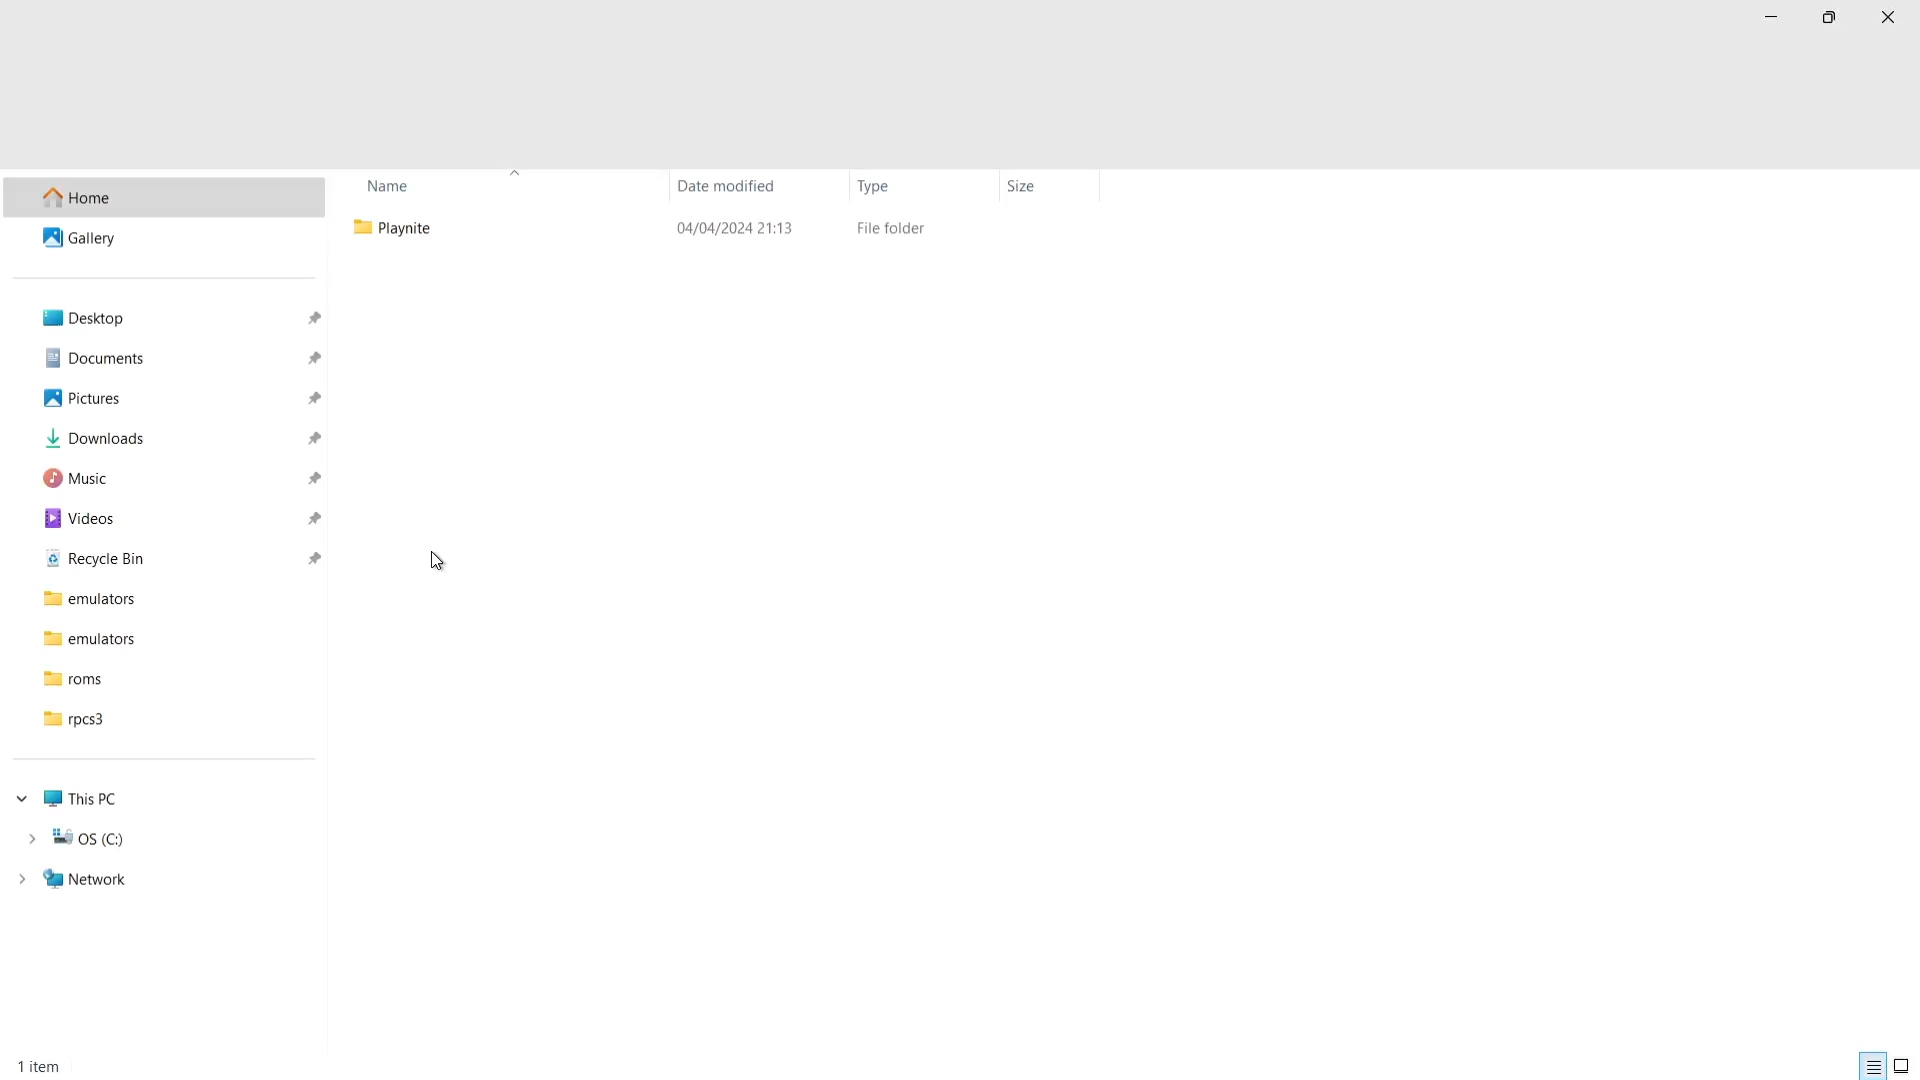 Home
Gallery
Desktop
Documents
Pictures
Downloads
Music
Videos
Recycle Bin
emulators
emulators
roms
rpcs3
This PC
OS (C:)
Network
Name Date modified Type Size
Playnite 04/04/2024 21:13 File folder
1 item